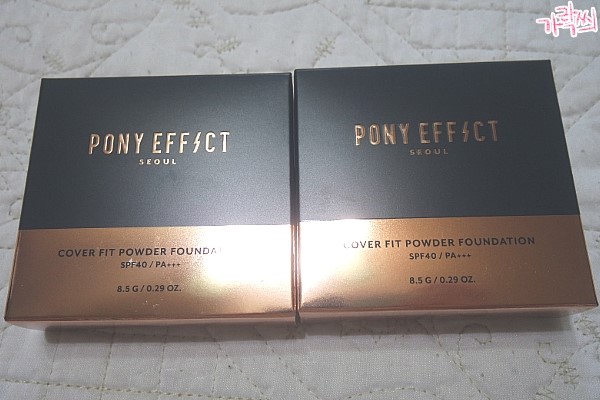 가락씨
PONY EFFECT
SEOUL
COVER FIT POWDER FOUNDA
SPF40 / PA+++
8.5 G / 0.29 OZ.
PONY EFFECT
SEOUL
COVER FIT POWDER FOUNDATION
SPF40 / PA+++
8.5 G / 0.29 OZ.